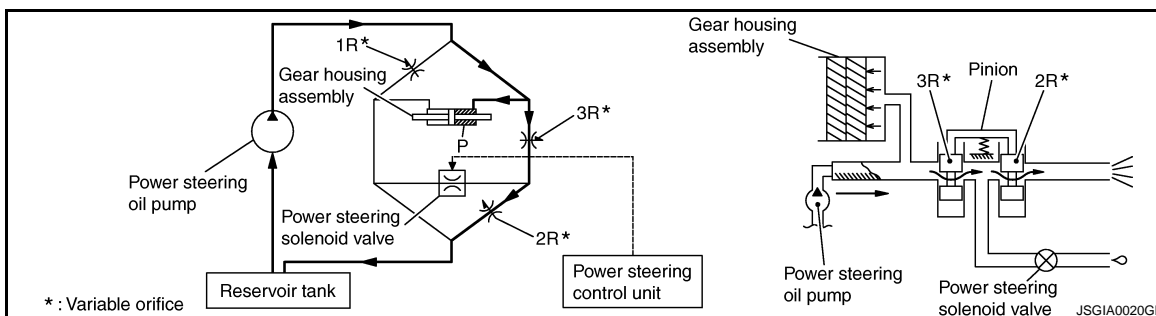 1R*
Gear housing
assembly
3R*
P
Power steering
oil pump
Power steering
solenoid valve
2R*
Reservoir tank
Power steering
control unit
* : Variable orifice
Gear housing
assembly
3R*
Pinion
2R*
Power steering
oil pump
Power steering
solenoid valve